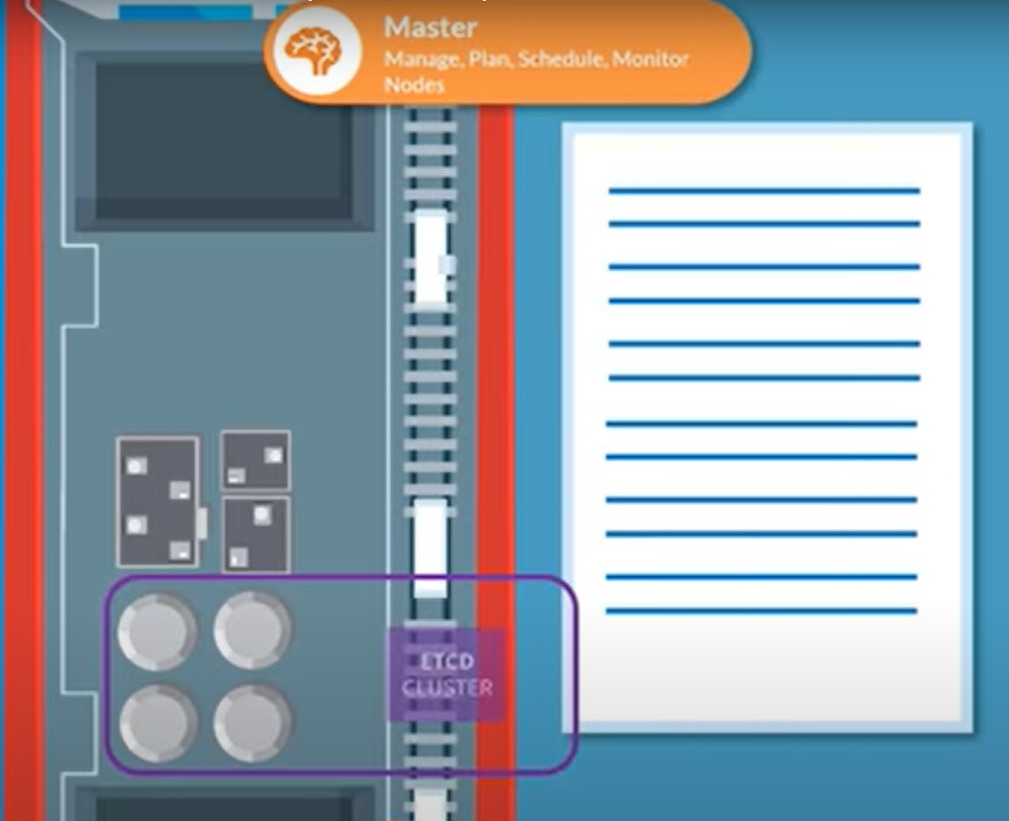 Master
Manage, Plan, Schedule, Monitor
Nodes
ETCD
CLUSTER